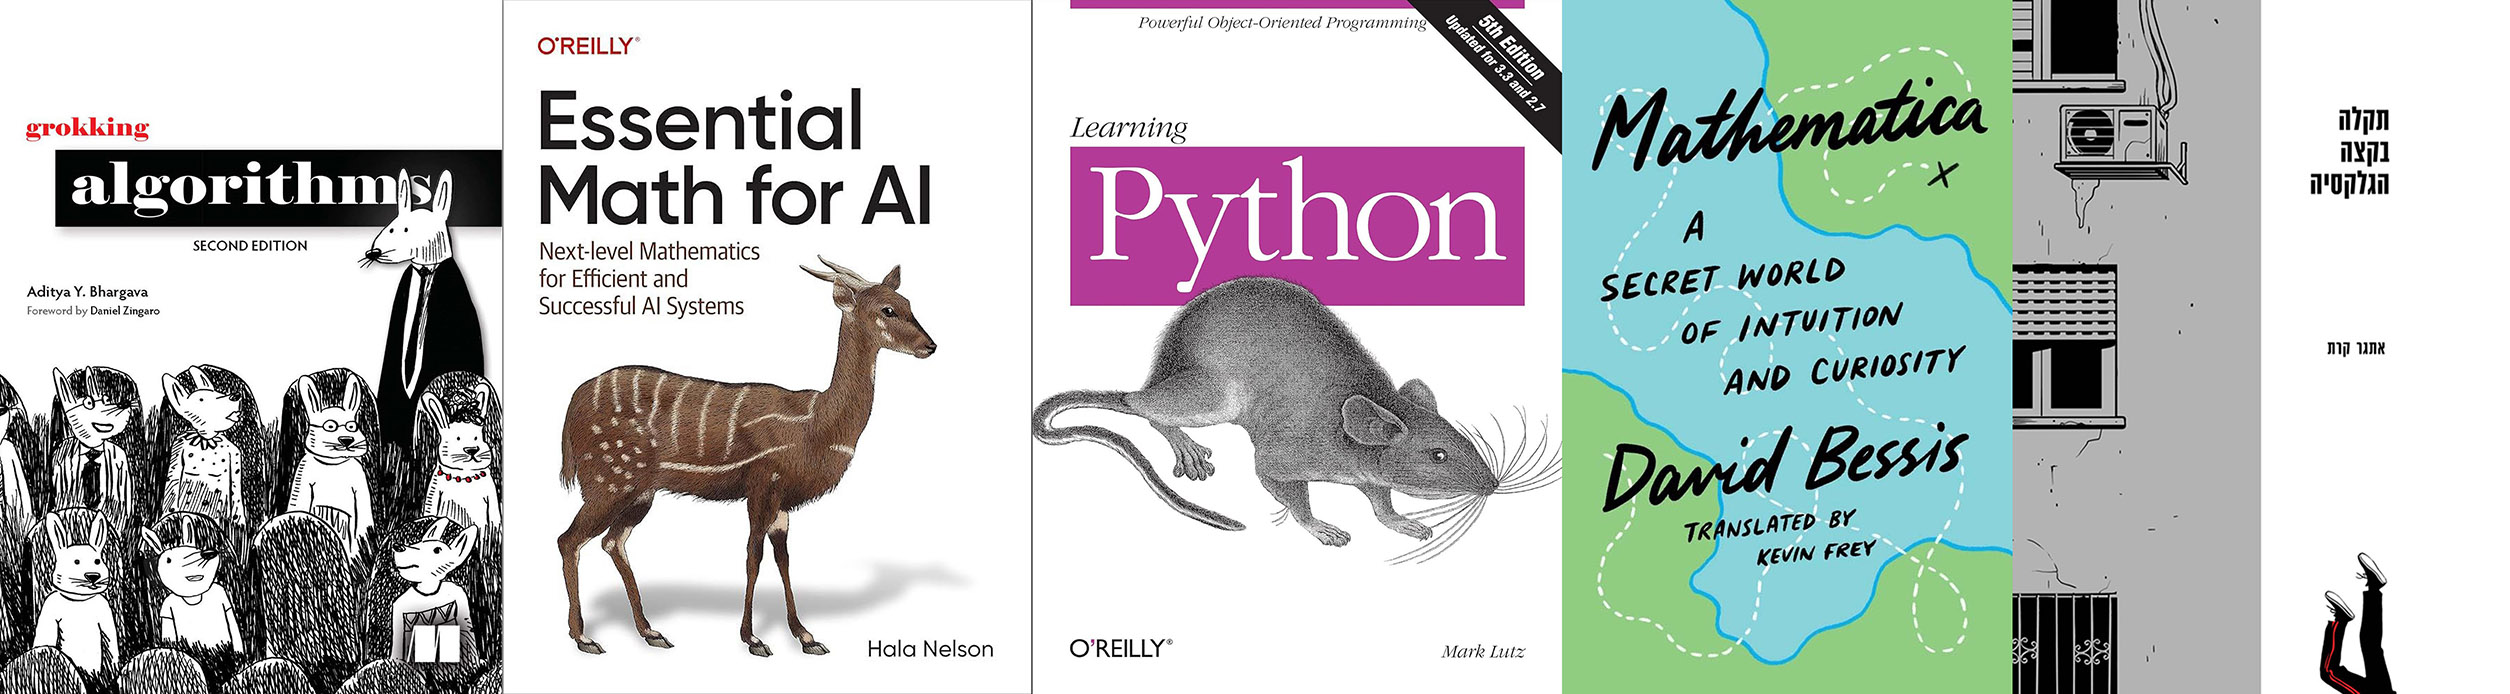 grokking
algorithms
SECOND EDITION
Aditya Y. Bhargava
Foreword by Daniel Zingaro
O'REILLY®
Essential
Math for AI
Next-level Mathematics
for Efficient and
Successful AI Systems
Hala Nelson
Powerful Object-Oriented Programming
5th Edition
Updated for 3.3 and 2.7
Learning
Python
O'REILLY®
Mark Lutz
Mathematica
A
SECRET WORLD
OF INTUITION
AND CURIOSITY
David Bessis
TRANSLATED BY
KEVIN FREY
תקלה
בקצה
הגלקסיה
אתגר קרת